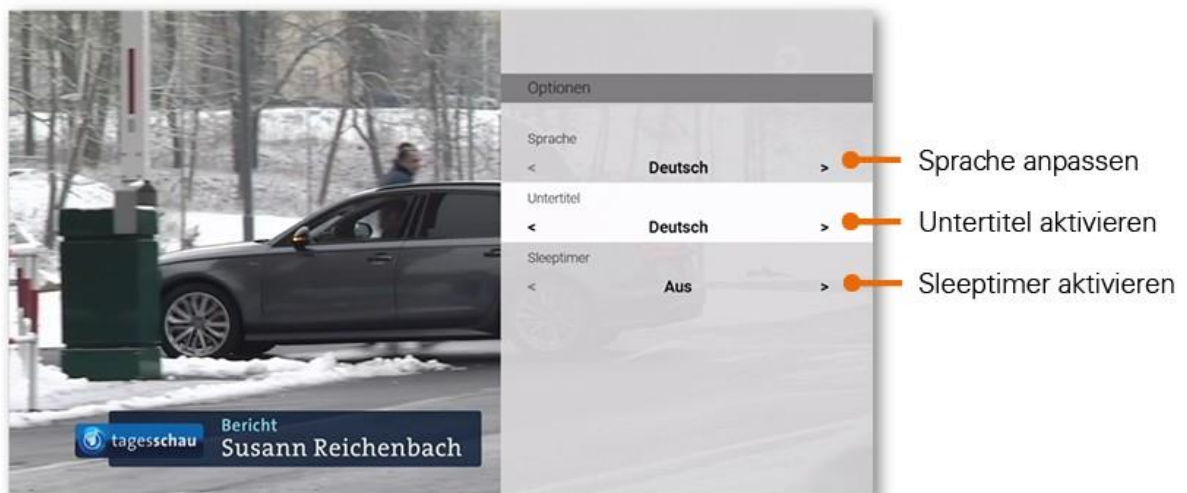 Optionen
Sprache
< Deutsch >
Untertitel
< Deutsch >
Sleeptimer
< Aus >
Sprache anpassen
Untertitel aktivieren
Sleeptimer aktivieren
Bericht
tagesschau
Susann Reichenbach